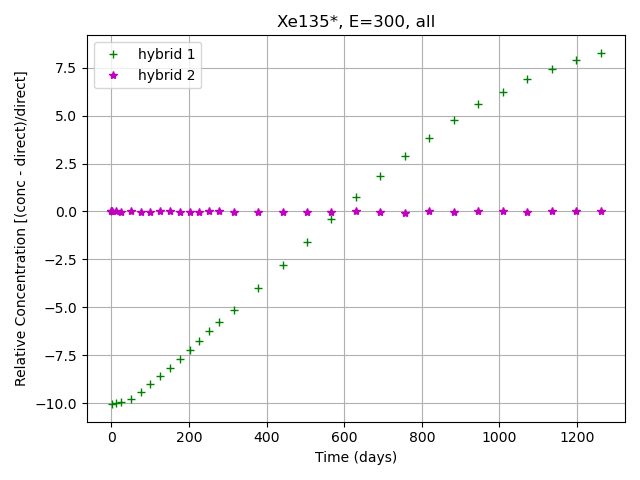 Xe135*, E=300, all
hybrid 1
hybrid 2
7.5
5.0
2.5
0.0
−2.5
−5.0
−7.5
−10.0
Relative Concentration [(conc - direct)/direct]
0 200 400 600 800 1000 1200
Time (days)